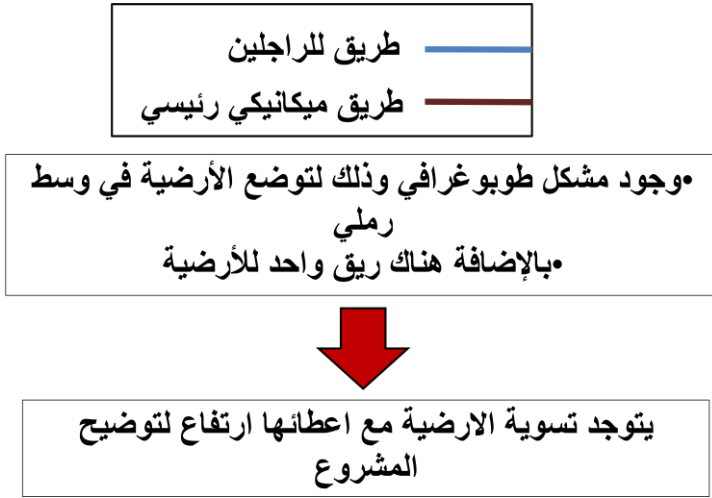 طريق للراجلين
طريق ميكانيكي رئيسي
•وجود مشكل طوبوغرافي وذلك لتوضع الأرضية في وسط
رملي
•بالإضافة هناك ريق واحد للأرضية
يتوجد تسوية الارضية مع اعطائها ارتفاع لتوضيح
المشروع